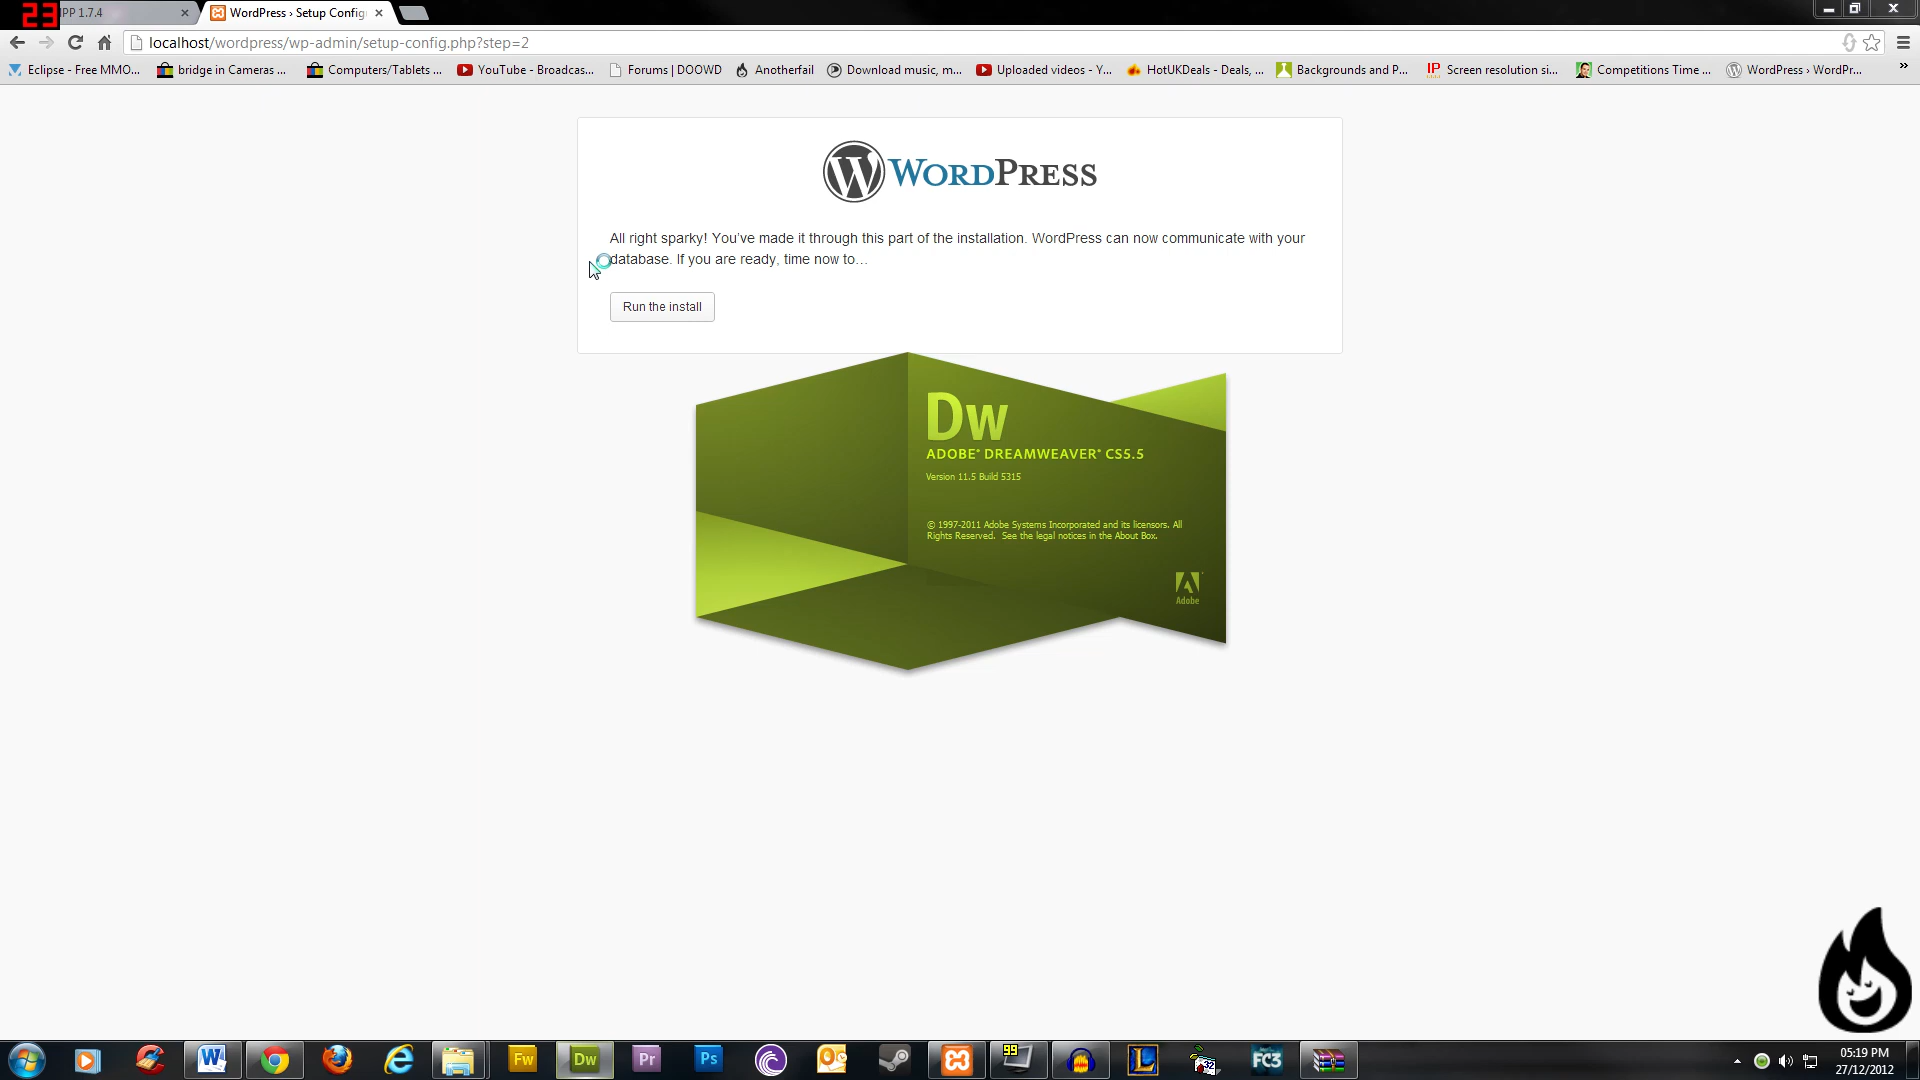 23
PP 1.7.4
WordPress › Setup Config
localhost/wordpress/wp-admin/setup-config.php?step=2
Eclipse - Free MMO...
bridge in Cameras ...
Computers/Tablets ...
YouTube - Broadcas...
Forums | DOOWD
Anotherfail
Download music, m...
Uploaded videos - Y...
HotUKDeals - Deals, ...
Backgrounds and P...
IP
Screen resolution si...
Competitions Time ...
WordPress › WordPr...
»
WORDPRESS
All right sparky! You’ve made it through this part of the installation. WordPress can now communicate with your
database. If you are ready, time now to…
Run the install
Dw
ADOBE® DREAMWEAVER® CS5.5
Version 11.5 Build 5315
© 1997-2011 Adobe Systems Incorporated and its licensors. All
Rights Reserved. See the legal notices in the About Box.
Adobe
Fw
Dw
Pr
Ps
99
L
32
FC3
05:19 PM
27/12/2012